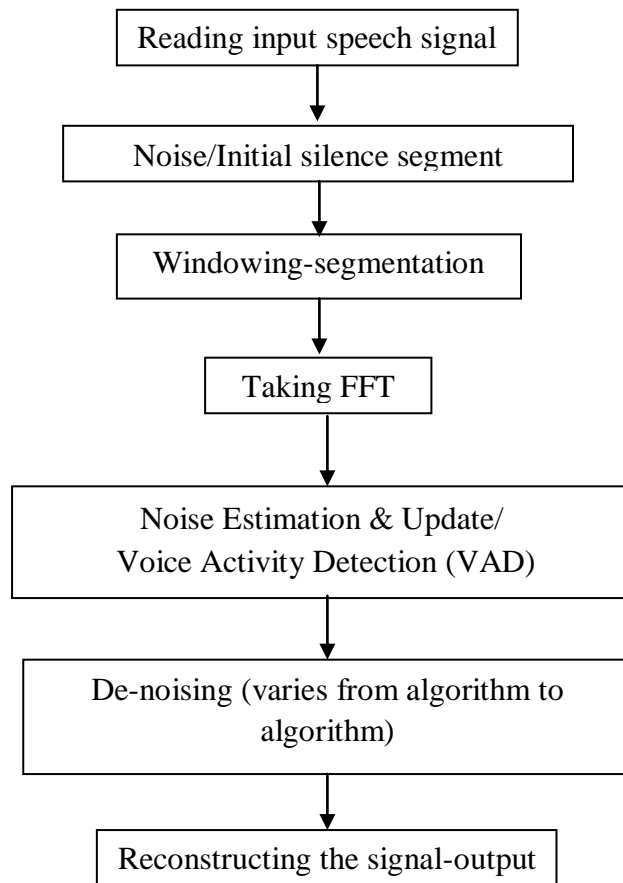 Reading input speech signal
Noise/Initial silence segment
Windowing-segmentation
Taking FFT
Noise Estimation & Update/
Voice Activity Detection (VAD)
De-noising (varies from algorithm to
algorithm)
Reconstructing the signal-output